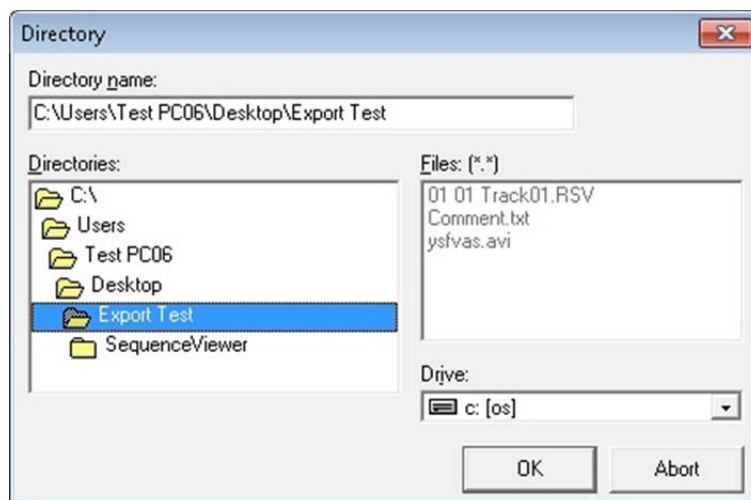 Directory
Directory name:
C:\Users\Test PC06\Desktop\Export Test
Directories:
C:\
Users
Test PC06
Desktop
Export Test
SequenceViewer
Files: (*.*)
01 01 Track01.RSV
Comment.txt
ysfvas.avi
Drive:
c: [os]
OK
Abort